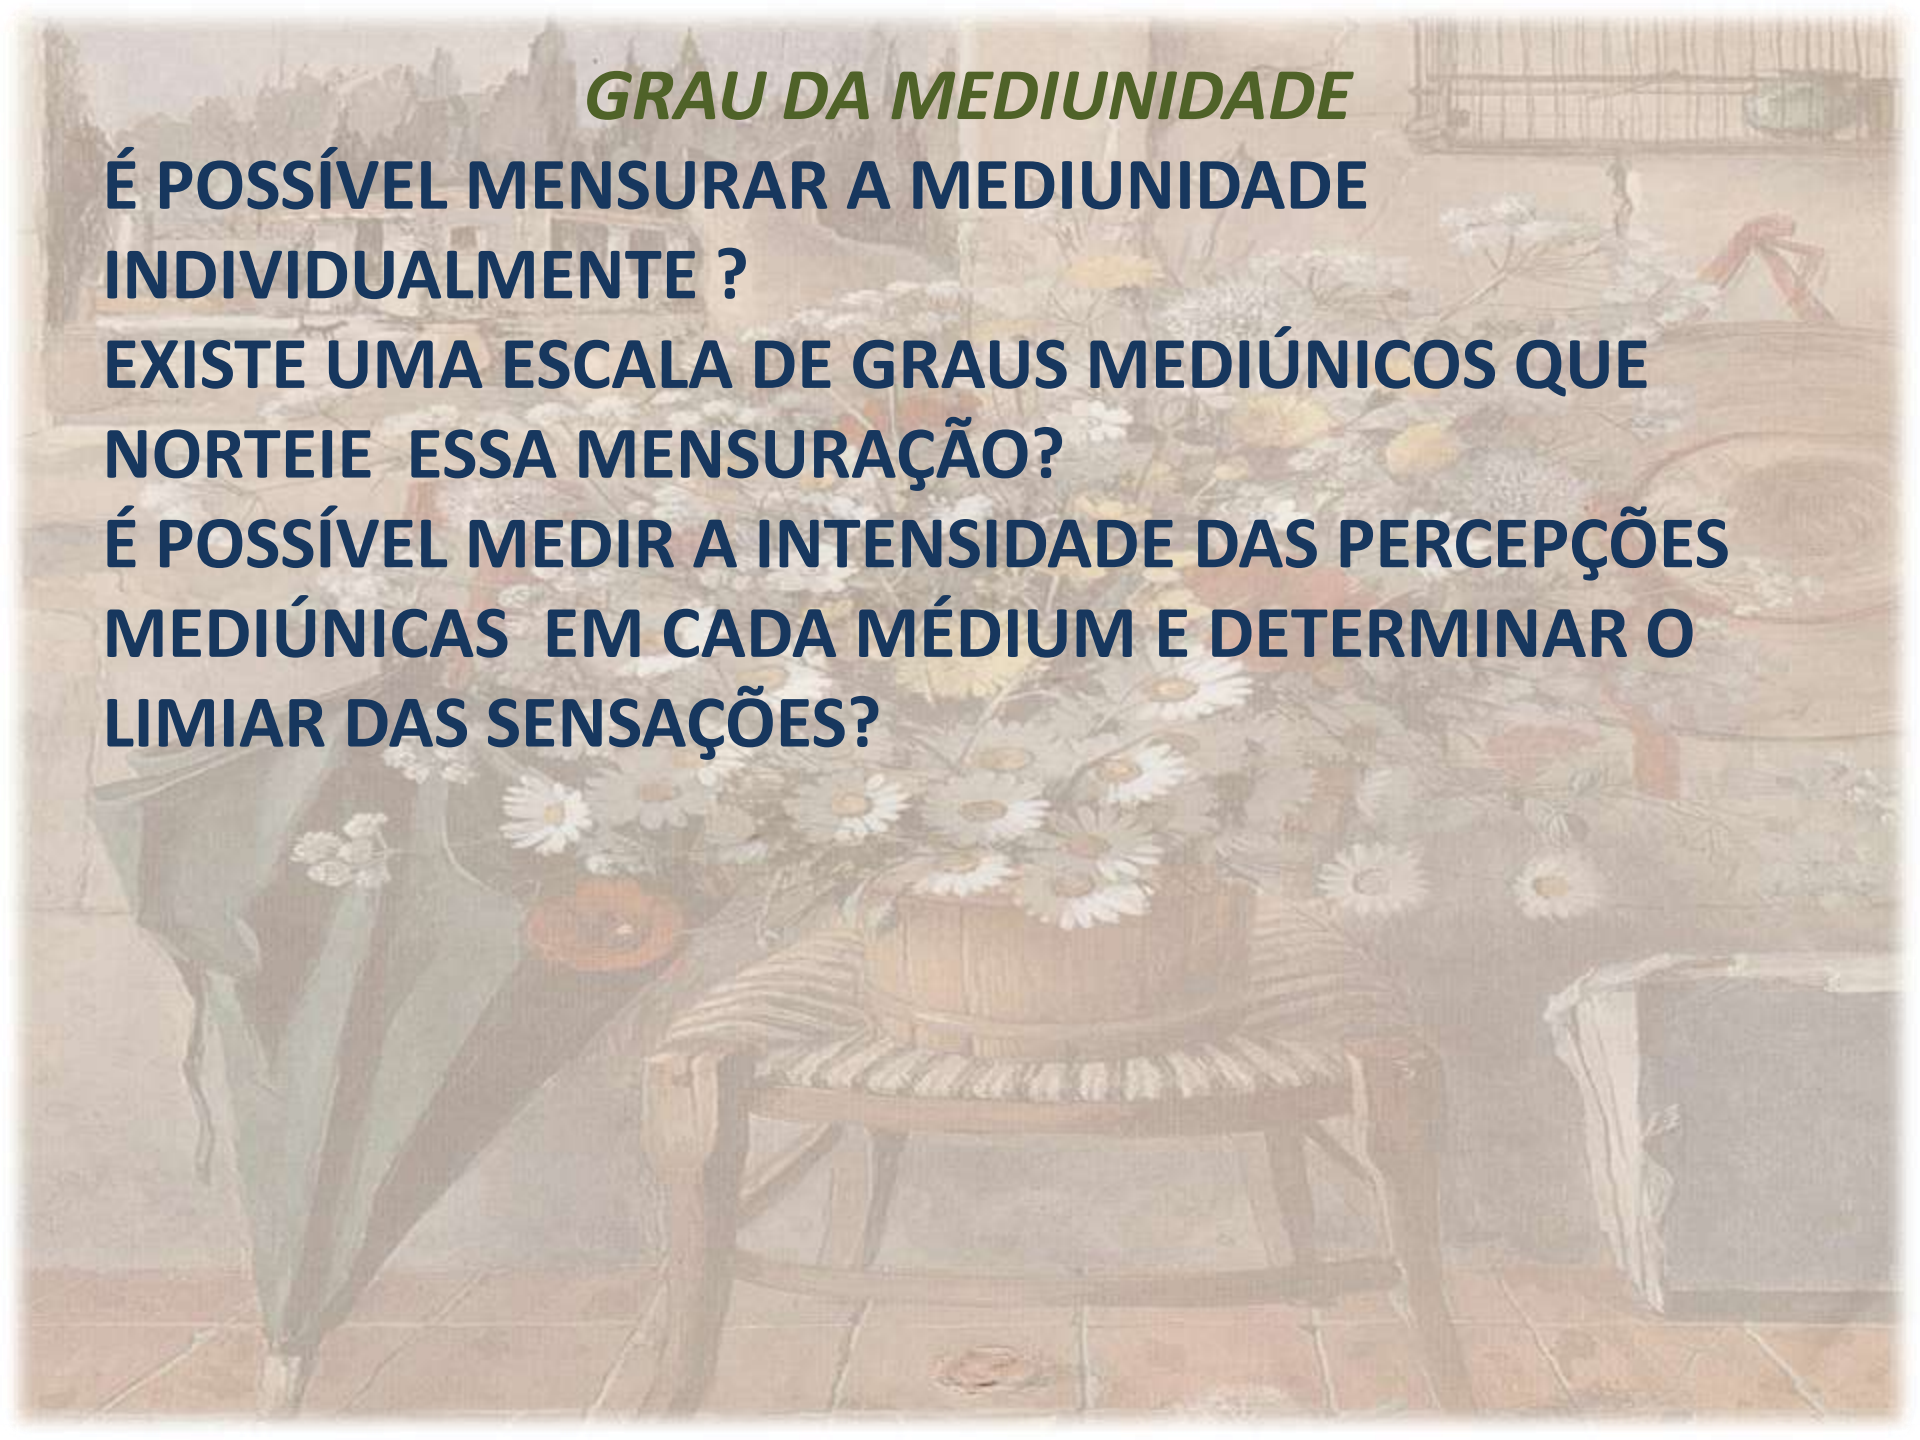 GRAU DA MEDIUNIDADE
É POSSÍVEL MENSURAR A MEDIUNIDADE
INDIVIDUALMENTE ?
EXISTE UMA ESCALA DE GRAUS MEDIÚNICOS QUE
NORTEIE ESSA MENSURAÇÃO?
É POSSÍVEL MEDIR A INTENSIDADE DAS PERCEPÇÕES
MEDIÚNICAS EM CADA MÉDIUM E DETERMINAR O
LIMIAR DAS SENSAÇÕES?